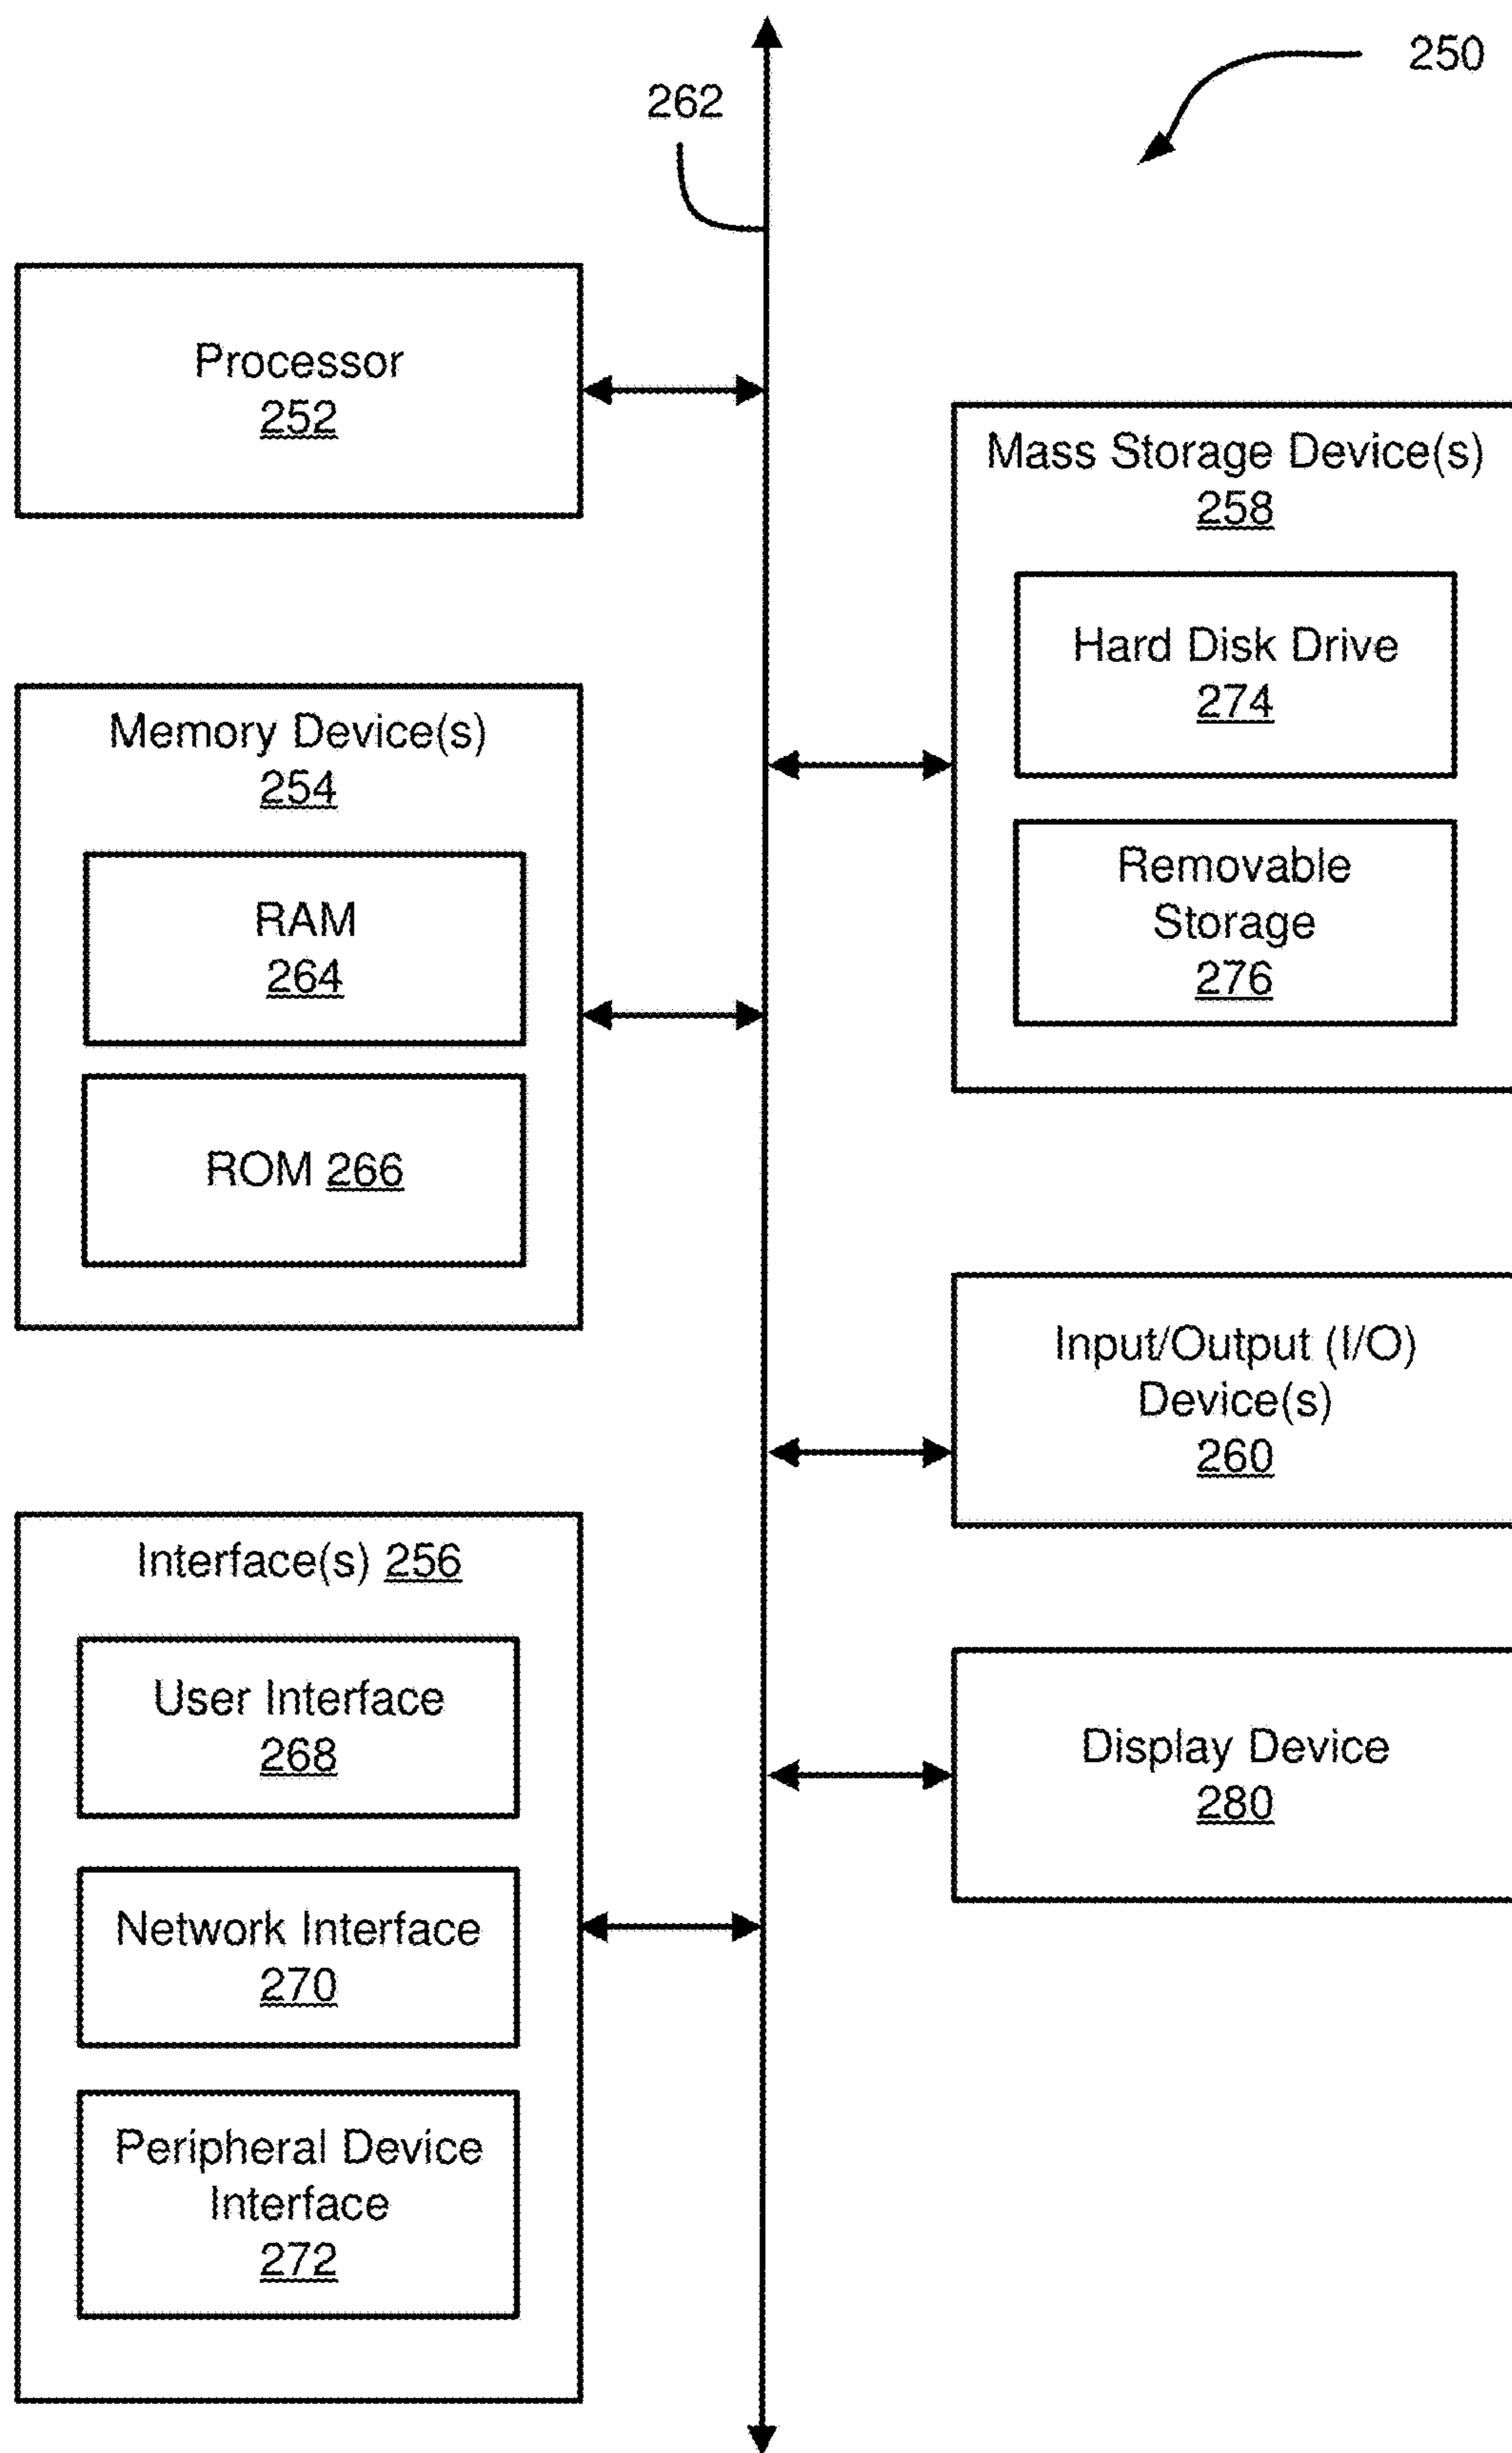 250
262
Processor
252
Mass Storage Device(s)
258
Hard Disk Drive
274
Removable
Storage
276
Memory Device(s)
254
RAM
264
ROM 266
Input/Output (I/O)
Device(s)
260
Interface(s) 256
User Interface
268
Network Interface
270
Peripheral Device
Interface
272
Display Device
280